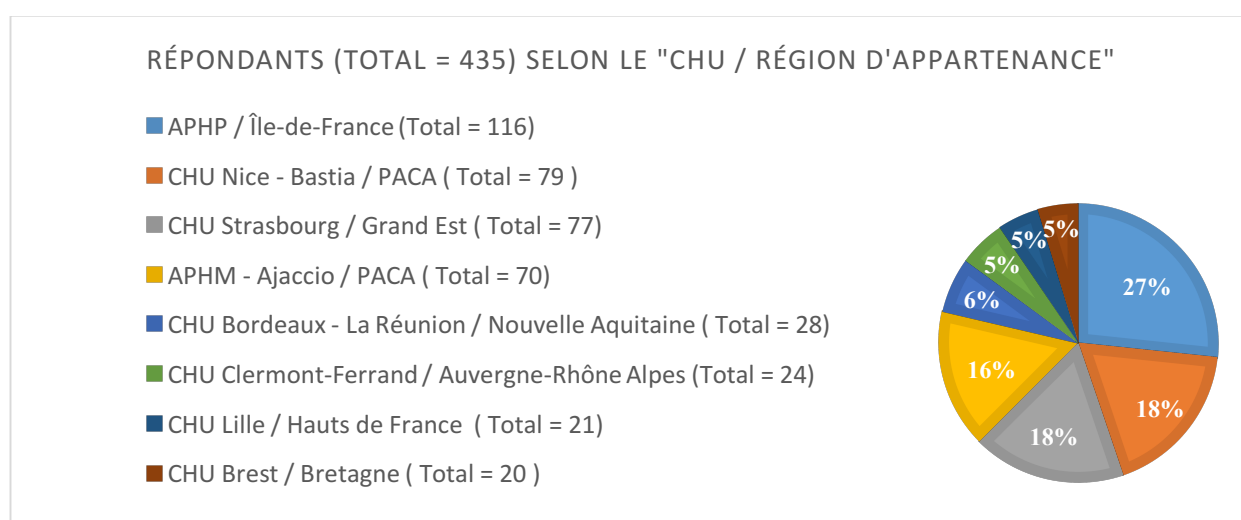 RÉPONDANTS (TOTAL = 435) SELON LE "CHU / RÉGION D'APPARTENANCE"
APHP / Île-de-France (Total = 116)
CHU Nice - Bastia / PACA ( Total = 79 )
CHU Strasbourg / Grand Est ( Total = 77)
APHM - Ajaccio / PACA ( Total = 70)
CHU Bordeaux - La Réunion / Nouvelle Aquitaine ( Total = 28)
CHU Clermont-Ferrand / Auvergne-Rhône Alpes (Total = 24)
CHU Lille / Hauts de France  ( Total = 21)
CHU Brest / Bretagne ( Total = 20 )
27%
18%
18%
16%
6%
5%
5%
5%